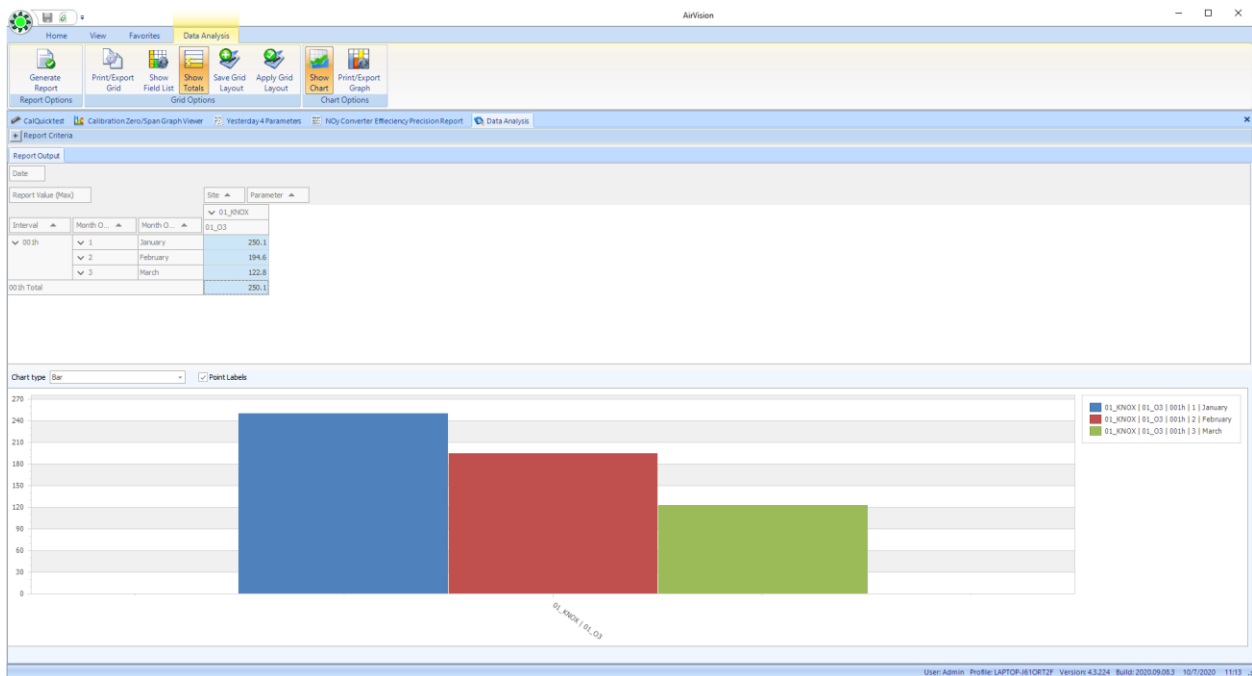 AirVision
Home View Favorites Data Analysis
Generate Report Print/Export Grid Show Field List Show Totals Save Grid Layout Apply Grid Layout Show Chart Print/Export Graph
Report Options Grid Options Chart Options
CalQuicktest Calibration Zero/Span Graph Viewer Yesterday 4 Parameters NOy Converter Effieciency Precision Report Data Analysis
Report Criteria
Report Output
Date
Report Value (Max) Site Parameter
01_KNOX
Interval Month O... Month O... 01_O3
001h 1 January 250.1
2 February 194.6
3 March 122.8
001h Total 250.1
Chart type Bar Point Labels
270
240
210
180
150
120
90
60
30
0
01_KNOX | 01_O3
01_KNOX | 01_O3 | 001h | 1 | January
01_KNOX | 01_O3 | 001h | 2 | February
01_KNOX | 01_O3 | 001h | 3 | March
User: Admin Profile: LAPTOP-J61ORT2F Version: 4.3.224 Build: 2020.09.08.3 10/7/2020 11:13